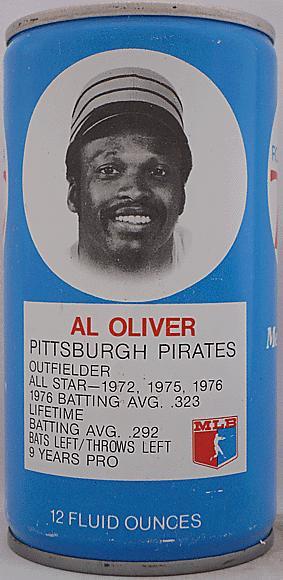 AL OLIVER
PITTSBURGH PIRATES
OUTFIELDER
ALL STAR—1972, 1975, 1976
1976 BATTING AVG. .323
LIFETIME
BATTING AVG. .292
BATS LEFT/THROWS LEFT
9 YEARS PRO
MLB
12 FLUID OUNCES